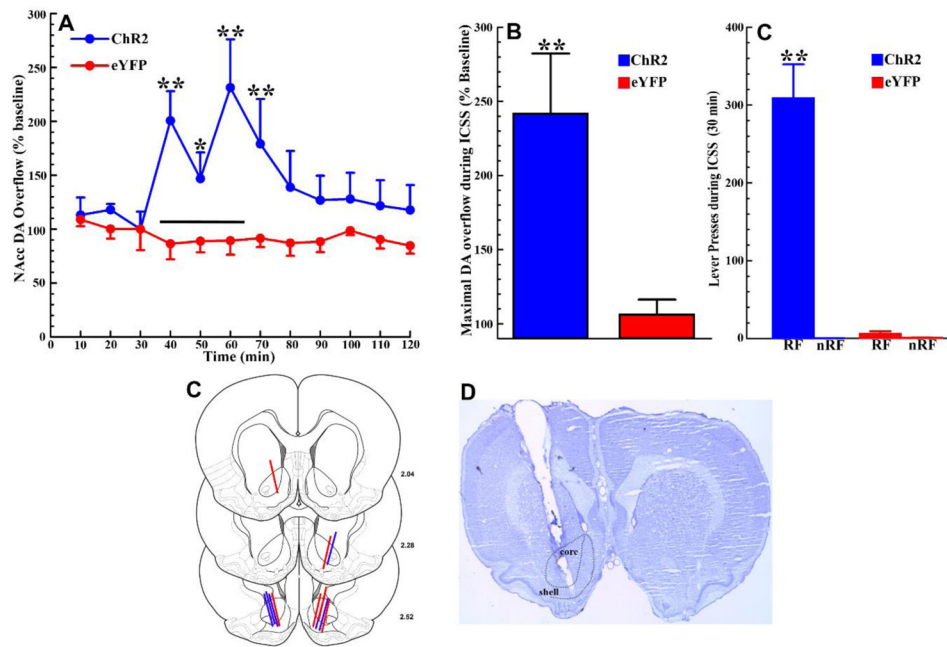 A
ChR2
eYFP
NAcc DA Overflow (% baseline)
300
250
200
150
100
50
0
**
*
**
**
10 20 30 40 50 60 70 80 90 100 110 120
Time (min)
B
ChR2
eYFP
Maximal DA overflow during ICSS (% Baseline)
**
250
200
150
100
C
ChR2
eYFP
Lever Presses during ICSS (30 min)
**
400
300
200
100
0
RF nRF RF nRF
C
2.04
2.28
2.52
D
core
shell